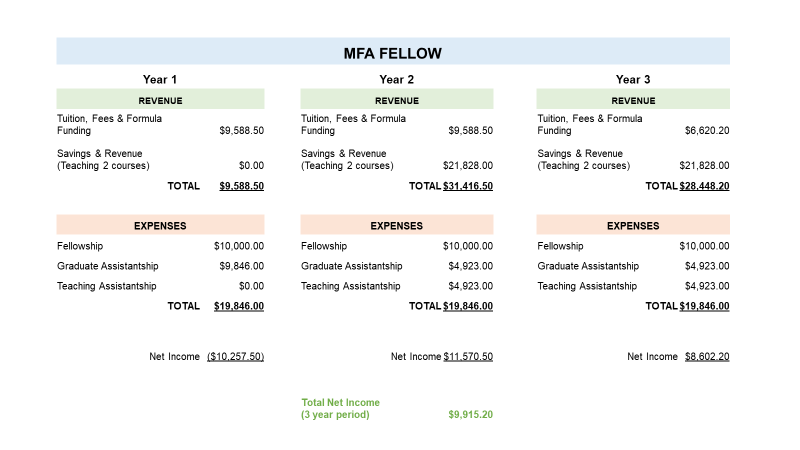 MFA FELLOW
Year 1
REVENUE
Tuition, Fees & Formula
Funding $9,588.50
Savings & Revenue
(Teaching 2 courses) $0.00
TOTAL $9,588.50
EXPENSES
Fellowship $10,000.00
Graduate Assistantship $9,846.00
Teaching Assistantship $0.00
TOTAL $19,846.00
Net Income ($10,257.50)
Year 2
REVENUE
Tuition, Fees & Formula
Funding $9,588.50
Savings & Revenue
(Teaching 2 courses) $21,828.00
TOTAL $31,416.50
EXPENSES
Fellowship $10,000.00
Graduate Assistantship $4,923.00
Teaching Assistantship $4,923.00
TOTAL $19,846.00
Net Income $11,570.50
Total Net Income
(3 year period) $9,915.20
Year 3
REVENUE
Tuition, Fees & Formula
Funding $6,620.20
Savings & Revenue
(Teaching 2 courses) $21,828.00
TOTAL $28,448.20
EXPENSES
Fellowship $10,000.00
Graduate Assistantship $4,923.00
Teaching Assistantship $4,923.00
TOTAL $19,846.00
Net Income $8,602.20